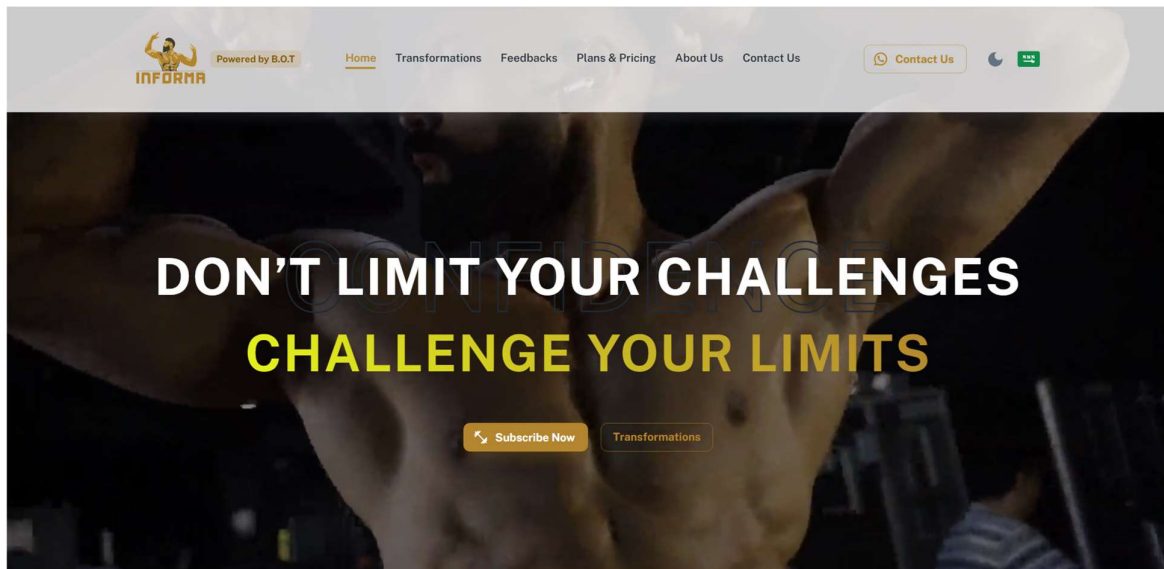 INFORMA
Powered by B.O.T
Home
Transformations
Feedbacks
Plans & Pricing
About Us
Contact Us
Contact Us
CONFIDENCE
DON’T LIMIT YOUR CHALLENGES
CHALLENGE YOUR LIMITS
Subscribe Now
Transformations